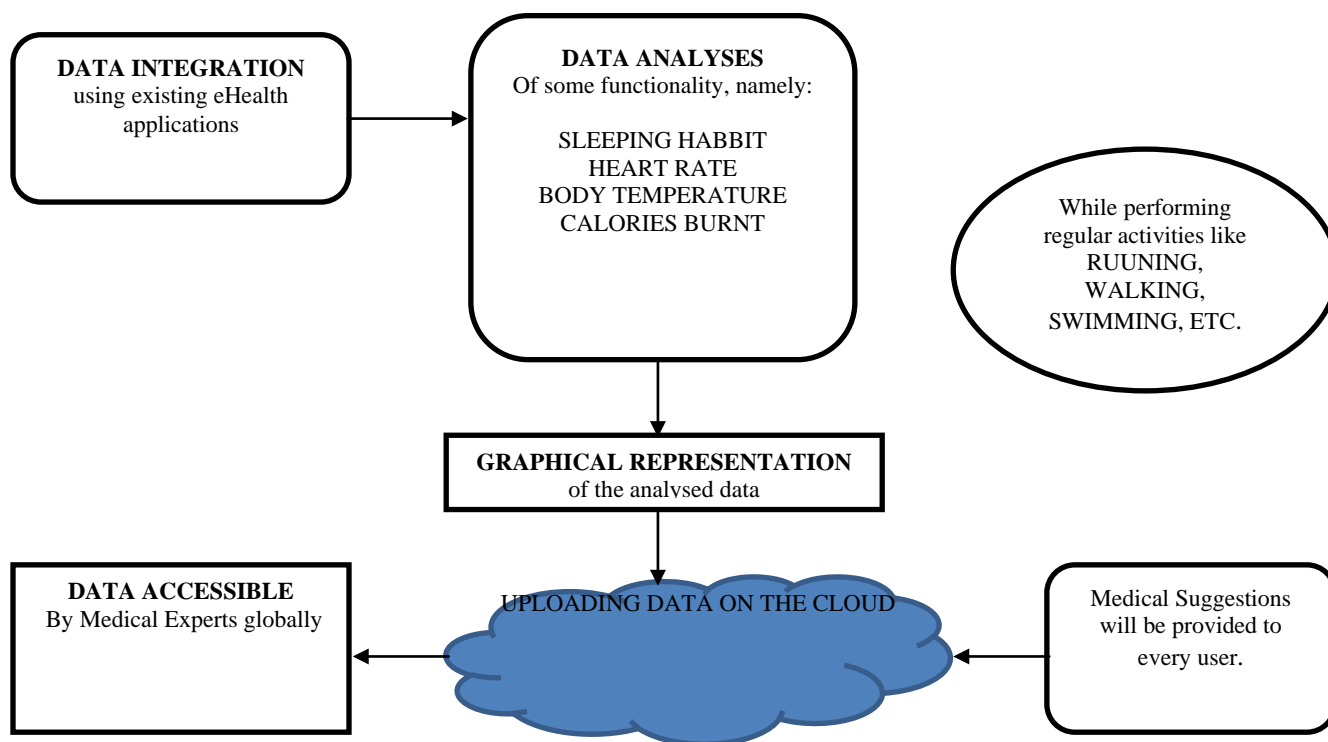 DATA INTEGRATION
using existing eHealth
applications
DATA ANALYSES
Of some functionality, namely:
SLEEPING HABBIT
HEART RATE
BODY TEMPERATURE
CALORIES BURNT
While performing
regular activities like
RUUNING,
WALKING,
SWIMMING, ETC.
GRAPHICAL REPRESENTATION
of the analysed data
DATA ACCESSIBLE
By Medical Experts globally
UPLOADING DATA ON THE CLOUD
Medical Suggestions
will be provided to
every user.